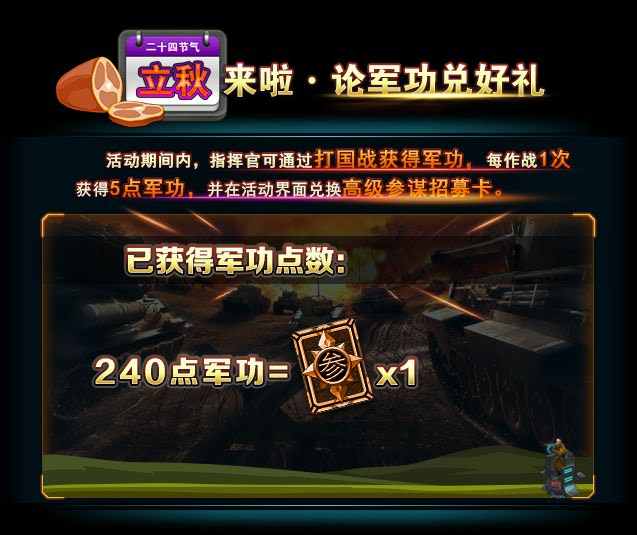 二十四节气
立秋来啦·论军功兑好礼
活动期间内，指挥官可通过打国战获得军功，每作战1次
获得5点军功，并在活动界面兑换高级参谋招募卡。
已获得军功点数:
240点军功=参x1